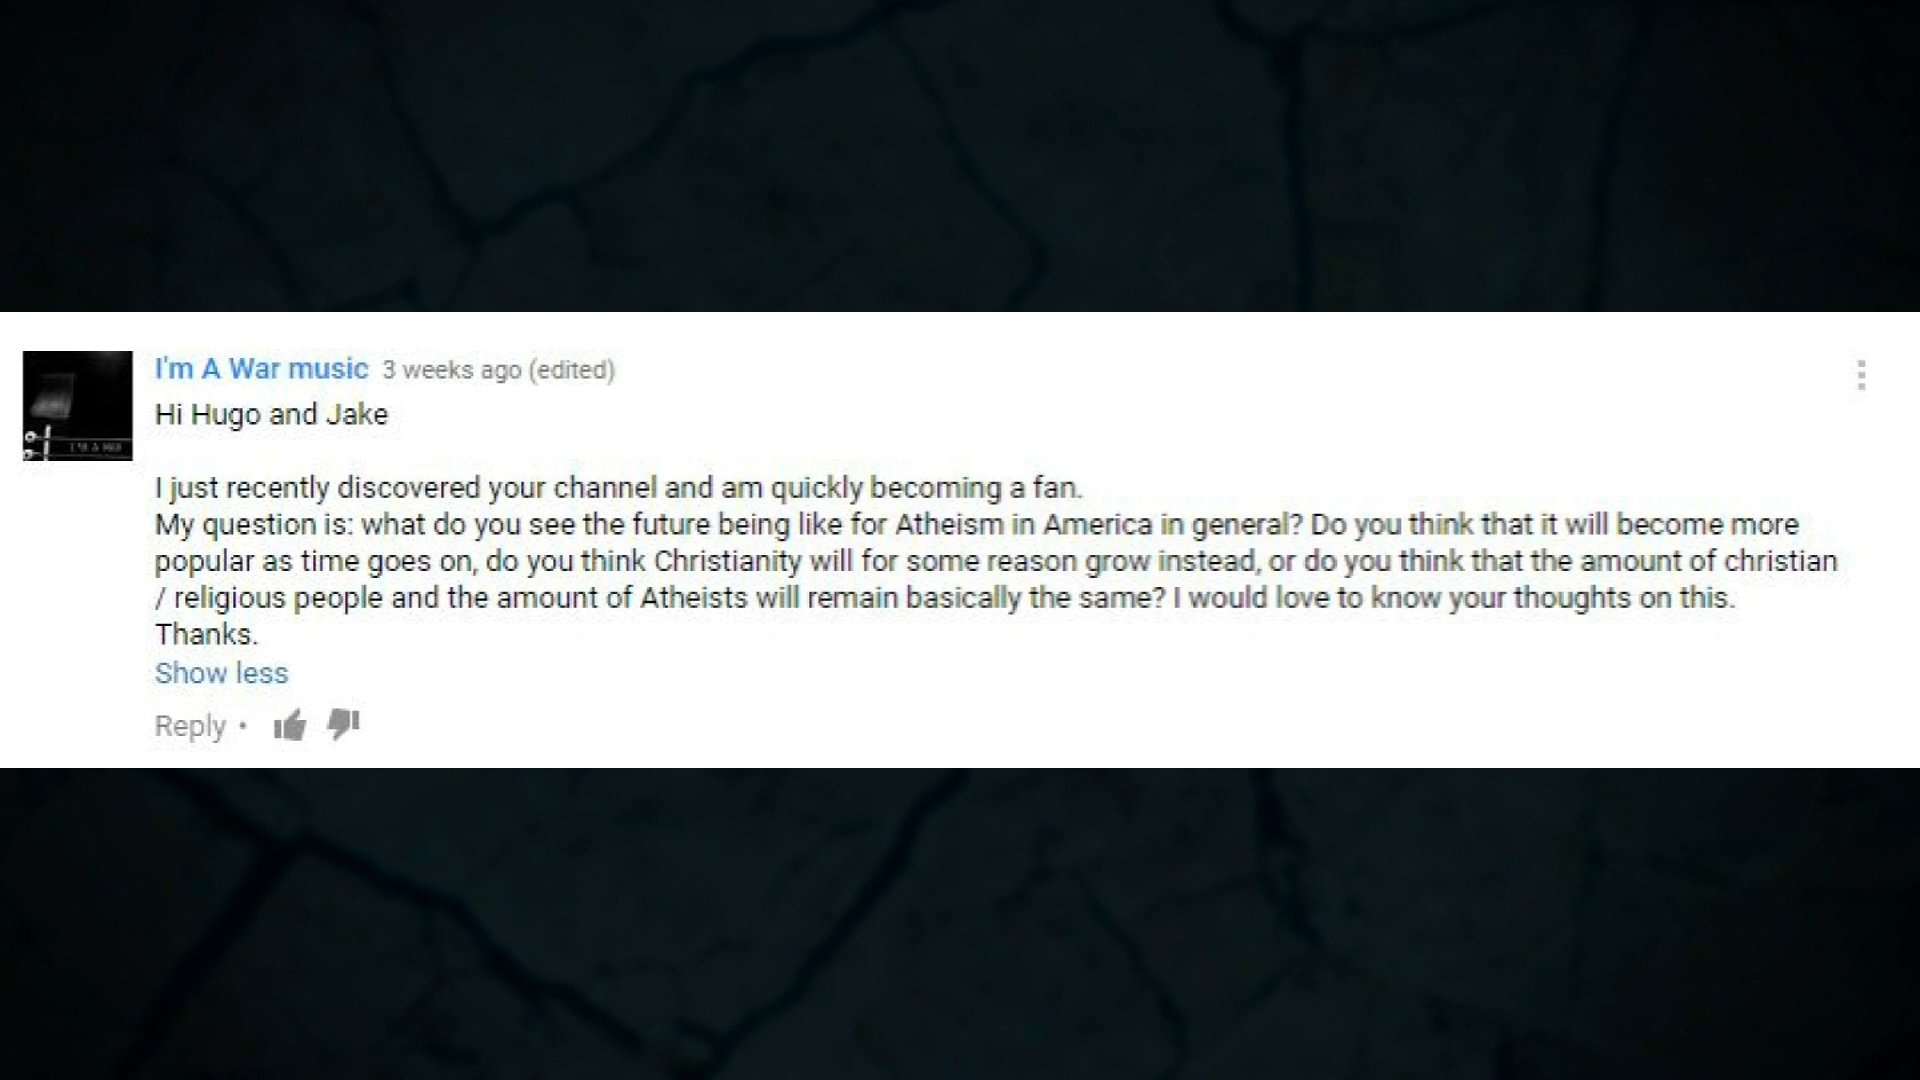 I'm A War music 3 weeks ago (edited)
Hi Hugo and Jake
I just recently discovered your channel and am quickly becoming a fan.
My question is: what do you see the future being like for Atheism in America in general? Do you think that it will become more
popular as time goes on, do you think Christianity will for some reason grow instead, or do you think that the amount of christian
/ religious people and the amount of Atheists will remain basically the same? I would love to know your thoughts on this.
Thanks.
Show less
Reply •